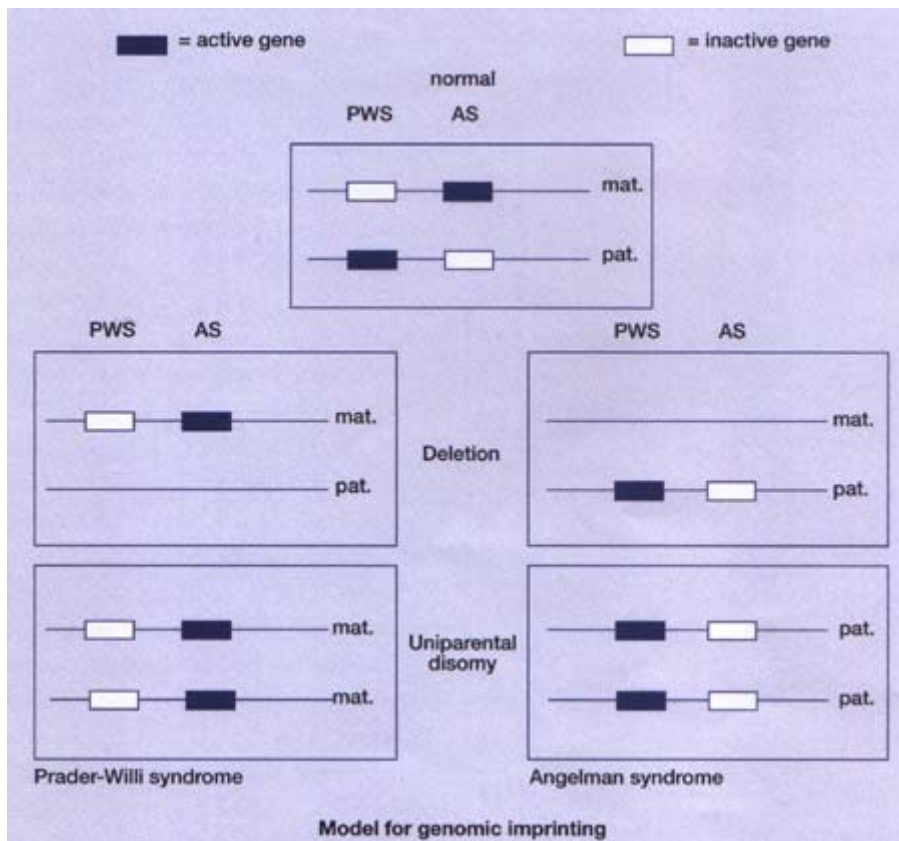 = active gene
= inactive gene
normal
PWS AS
mat.
pat.
PWS AS
PWS AS
mat.
pat.
Deletion
mat.
pat.
mat.
mat.
Uniparental
disomy
pat.
pat.
Prader-Willi syndrome
Angelman syndrome
Model for genomic imprinting